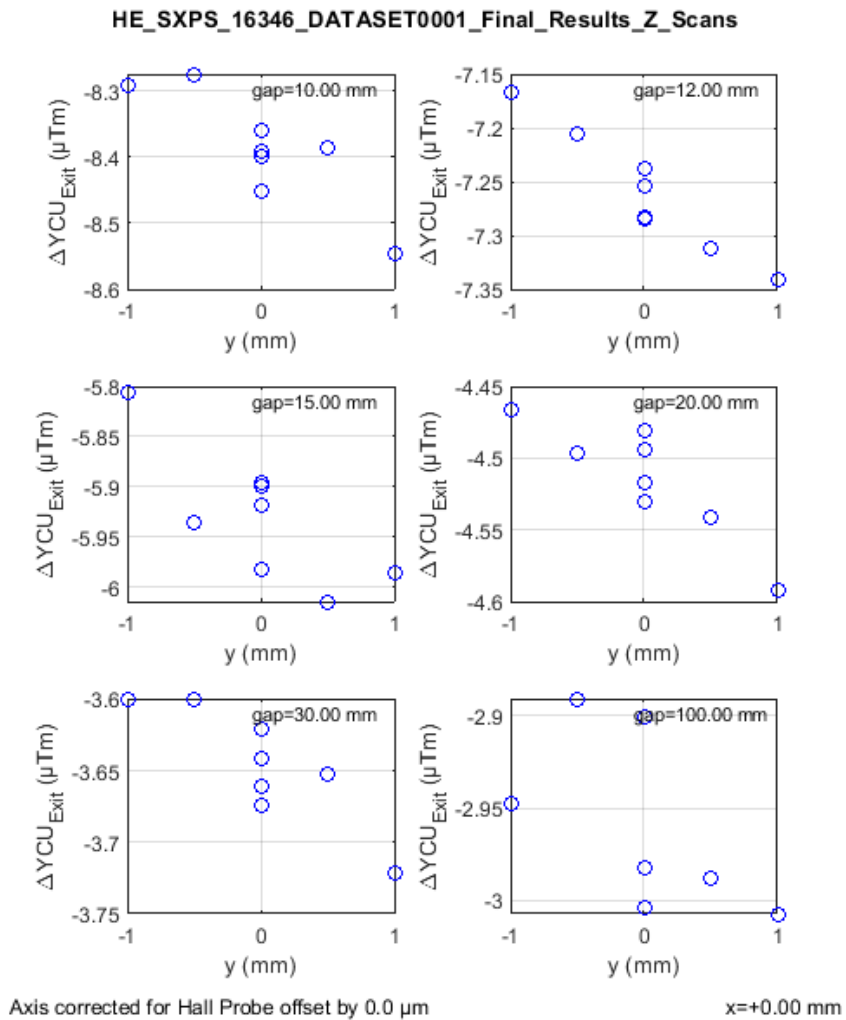 HE_SXPS_16346_DATASET0001_Final_Results_Z_Scans
gap=10.00 mm
-8.3
-8.4
-8.5
-8.6
ΔYCU_Exit (µTm)
-1
0
1
y (mm)
gap=12.00 mm
-7.15
-7.2
-7.25
-7.3
-7.35
ΔYCU_Exit (µTm)
-1
0
1
y (mm)
gap=15.00 mm
-5.8
-5.85
-5.9
-5.95
-6
ΔYCU_Exit (µTm)
-1
0
1
y (mm)
gap=20.00 mm
-4.45
-4.5
-4.55
-4.6
ΔYCU_Exit (µTm)
-1
0
1
y (mm)
gap=30.00 mm
-3.6
-3.65
-3.7
-3.75
ΔYCU_Exit (µTm)
-1
0
1
y (mm)
gap=100.00 mm
-2.9
-2.95
-3
ΔYCU_Exit (µTm)
-1
0
1
y (mm)
Axis corrected for Hall Probe offset by 0.0 µm
x=+0.00 mm